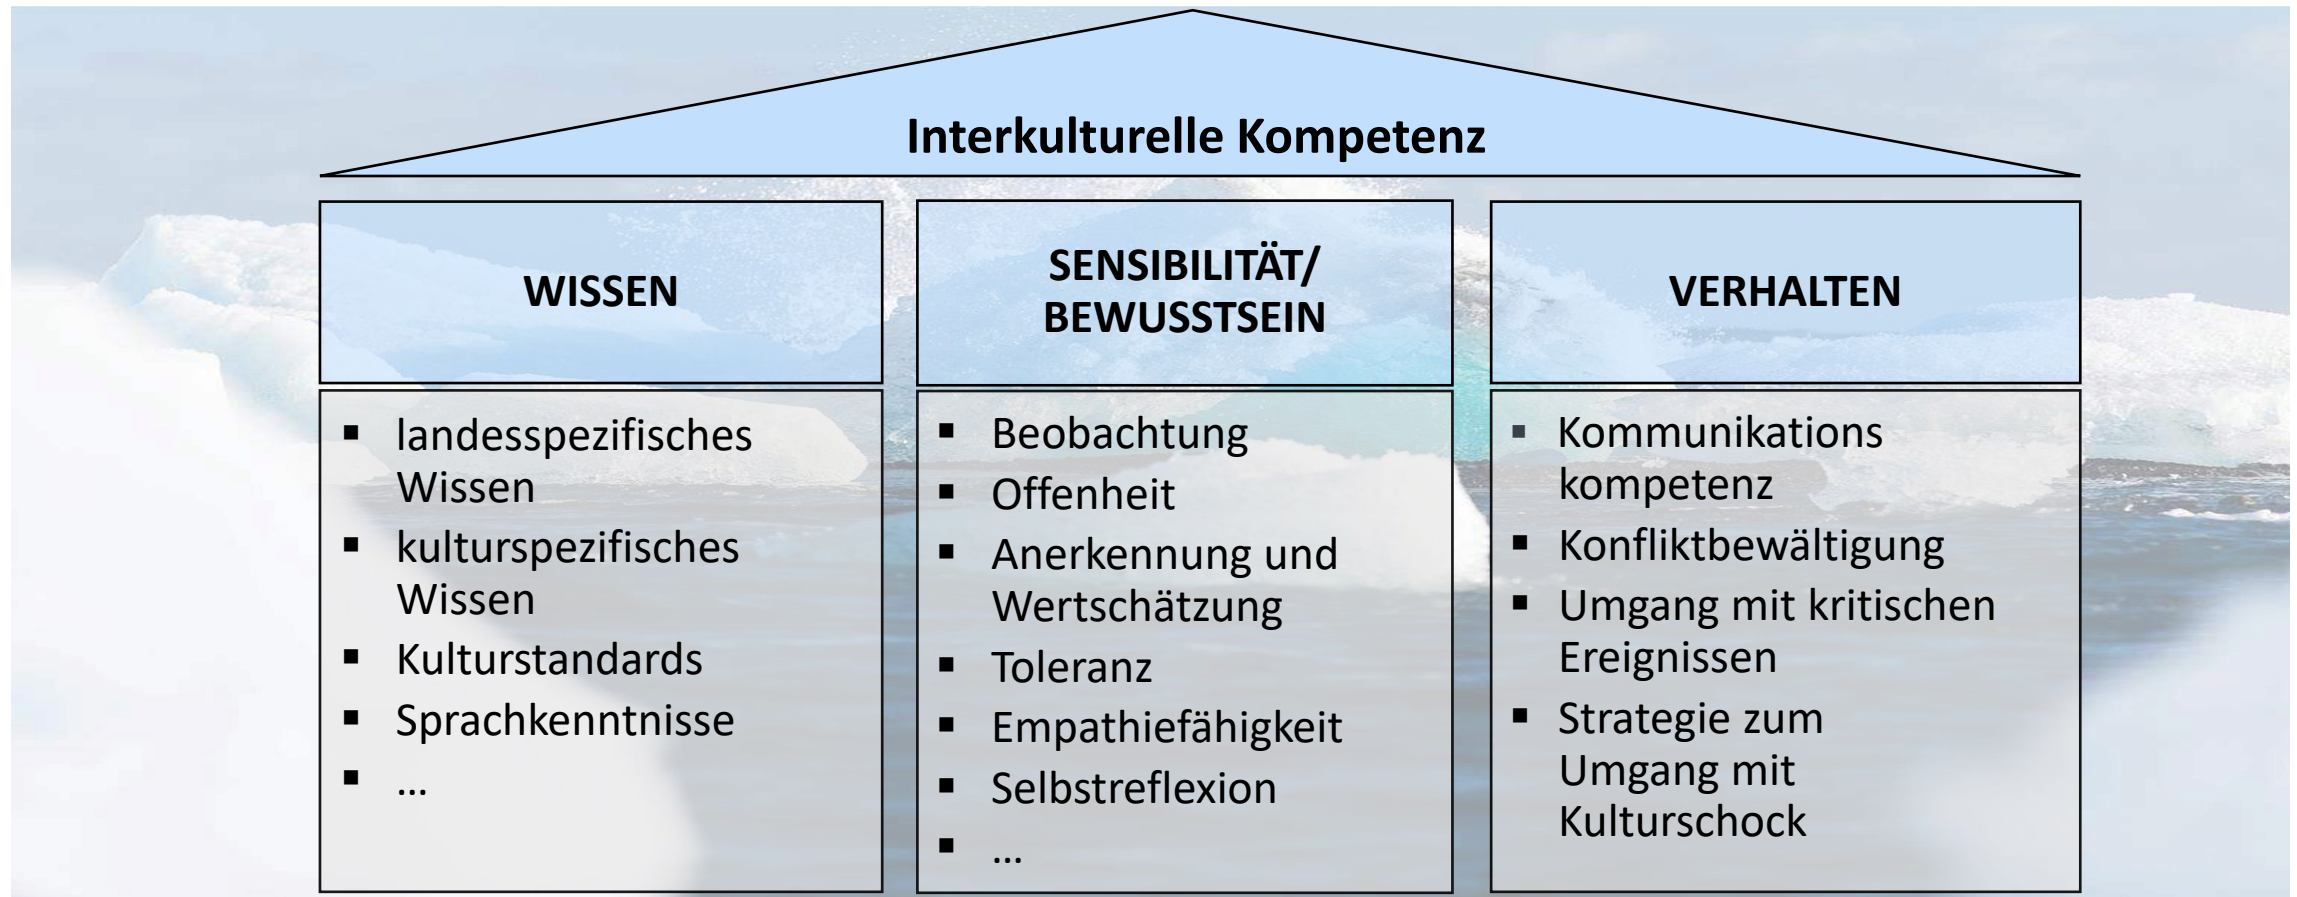 Interkulturelle Kompetenz
WISSEN
▪ landesspezifisches
Wissen
▪ kulturspezifisches
Wissen
▪ Kulturstandards
▪ Sprachkenntnisse
▪ …
SENSIBILITÄT/
BEWUSSTSEIN
▪ Beobachtung
▪ Offenheit
▪ Anerkennung und
Wertschätzung
▪ Toleranz
▪ Empathiefähigkeit
▪ Selbstreflexion
▪ …
VERHALTEN
▪ Kommunikations
kompetenz
▪ Konfliktbewältigung
▪ Umgang mit kritischen
Ereignissen
▪ Strategie zum
Umgang mit
Kulturschock